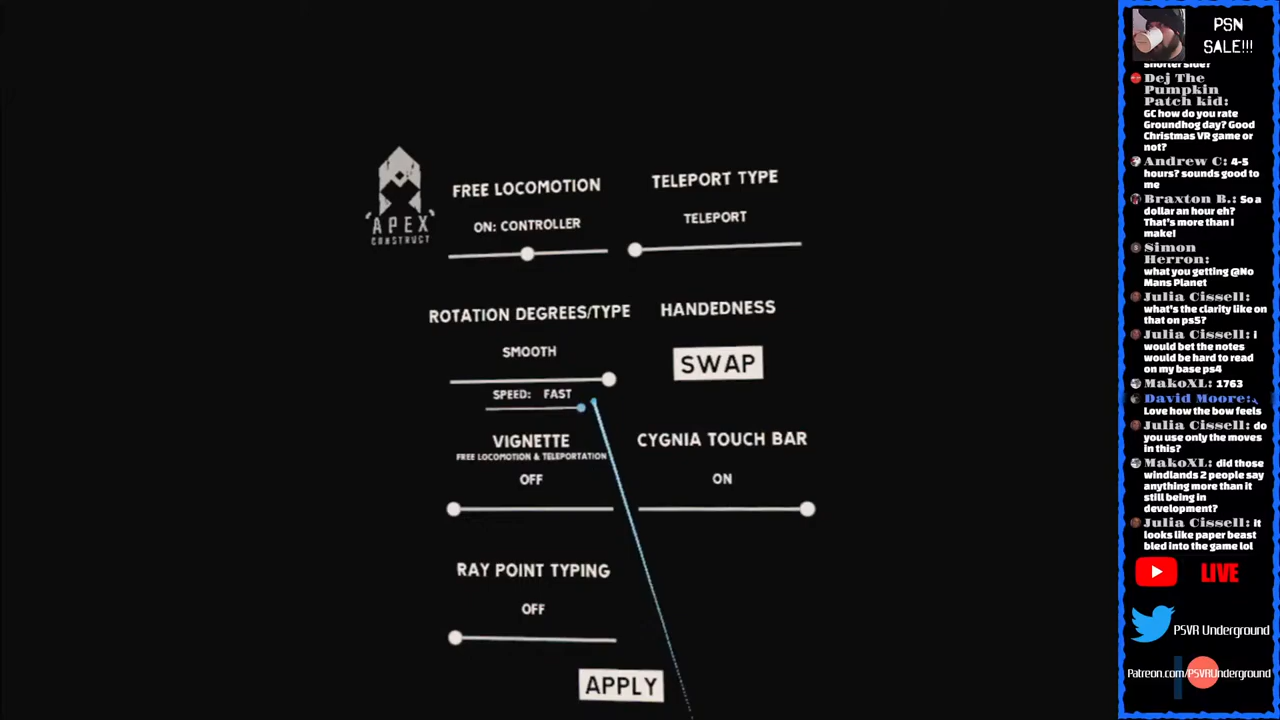 APEX
CONSTRUCT
FREE LOCOMOTION
ON: CONTROLLER
TELEPORT TYPE
TELEPORT
ROTATION DEGREES/TYPE
SMOOTH
SPEED: FAST
HANDEDNESS
SWAP
VIGNETTE
FREE LOCOMOTION & TELEPORTATION
OFF
CYGNIA TOUCH BAR
ON
RAY POINT TYPING
OFF
APPLY
PSN
SALE!!!
shorter side?
Dej The
Pumpkin
Patch kid:
GC how do you rate
Groundhog day? Good
Christmas VR game or
not?
Andrew C: 4-5
hours? sounds good to
me
Braxton B.: So a
dollar an hour eh?
That's more than I
make!
Simon
Herron:
what you getting @No
Mans Planet
Julia Cissell:
what's the clarity like on
that on ps5?
Julia Cissell: i
would bet the notes
would be hard to read
on my base ps4
MakoXL: 1763
David Moore:
Love how the bow feels
Julia Cissell: do
you use only the moves
in this?
MakoXL: did those
windlands 2 people say
anything more than it
still being in
development?
Julia Cissell: it
looks like paper beast
bled into the game lol
LIVE
PSVR Underground
Patreon.com/PSVRUnderground